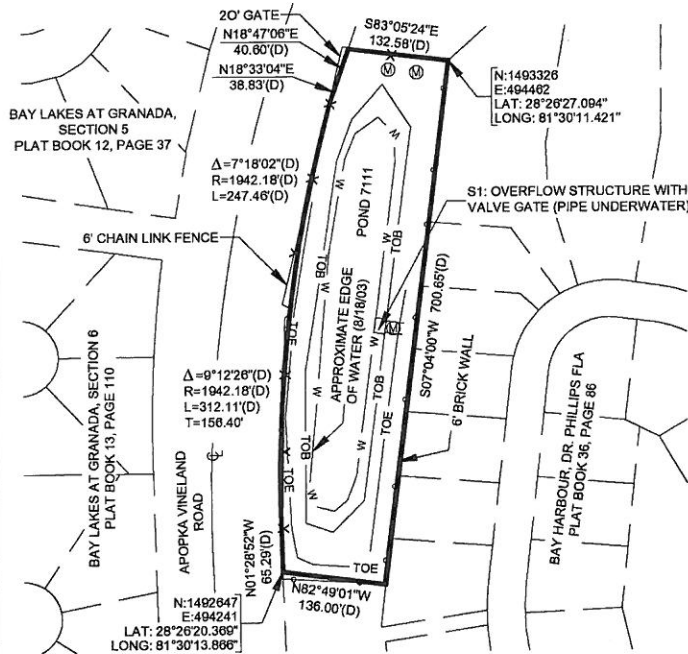 20' GATE
N18°47'06"E
40.60'(D)
N18°33'04"E
38.83'(D)
S83°05'24"E
132.58'(D)
M
M
N:1493326
E:494462
LAT: 28°26'27.094"
LONG: 81°30'11.421"
BAY LAKES AT GRANADA,
SECTION 5
PLAT BOOK 12, PAGE 37
Δ=7°18'02"(D)
R=1942.18'(D)
L=247.46'(D)
POND 7111
S1: OVERFLOW STRUCTURE WITH
VALVE GATE (PIPE UNDERWATER)
6' CHAIN LINK FENCE
W
W
W
W
W
W
W
W
W
W
TOB
TOB
TOB
TOB
TOE
TOE
TOE
TOE
M
APPROXIMATE EDGE
OF WATER (8/18/03)
S07°04'00"W 700.65'(D)
6' BRICK WALL
Δ=9°12'26"(D)
R=1942.18'(D)
L=312.11'(D)
T=156.40'
BAY LAKES AT GRANADA, SECTION 6
PLAT BOOK 13, PAGE 110
APOPKA VINELAND
ROAD
BAY HARBOUR, DR. PHILLIPS FLA
PLAT BOOK 36, PAGE 86
N01°28'52"W
65.29'(D)
N82°49'01"W
136.00'(D)
N:1492647
E:494241
LAT: 28°26'20.369"
LONG: 81°30'13.866"